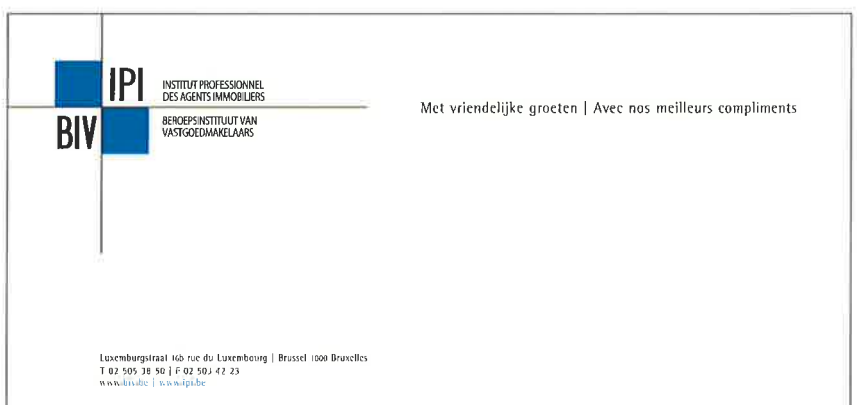 IPI
INSTITUT PROFESSIONNEL
DES AGENTS IMMOBILIERS
BIV
BEROEPSINSTITUUT VAN
VASTGOEDMAKELAARS
Met vriendelijke groeten | Avec nos meilleurs compliments
Luxemburgstraat 16b rue du Luxembourg | Brussel 1000 Bruxelles
T 02 505 38 50 | F 02 503 42 23
www.biv.be | www.ipi.be